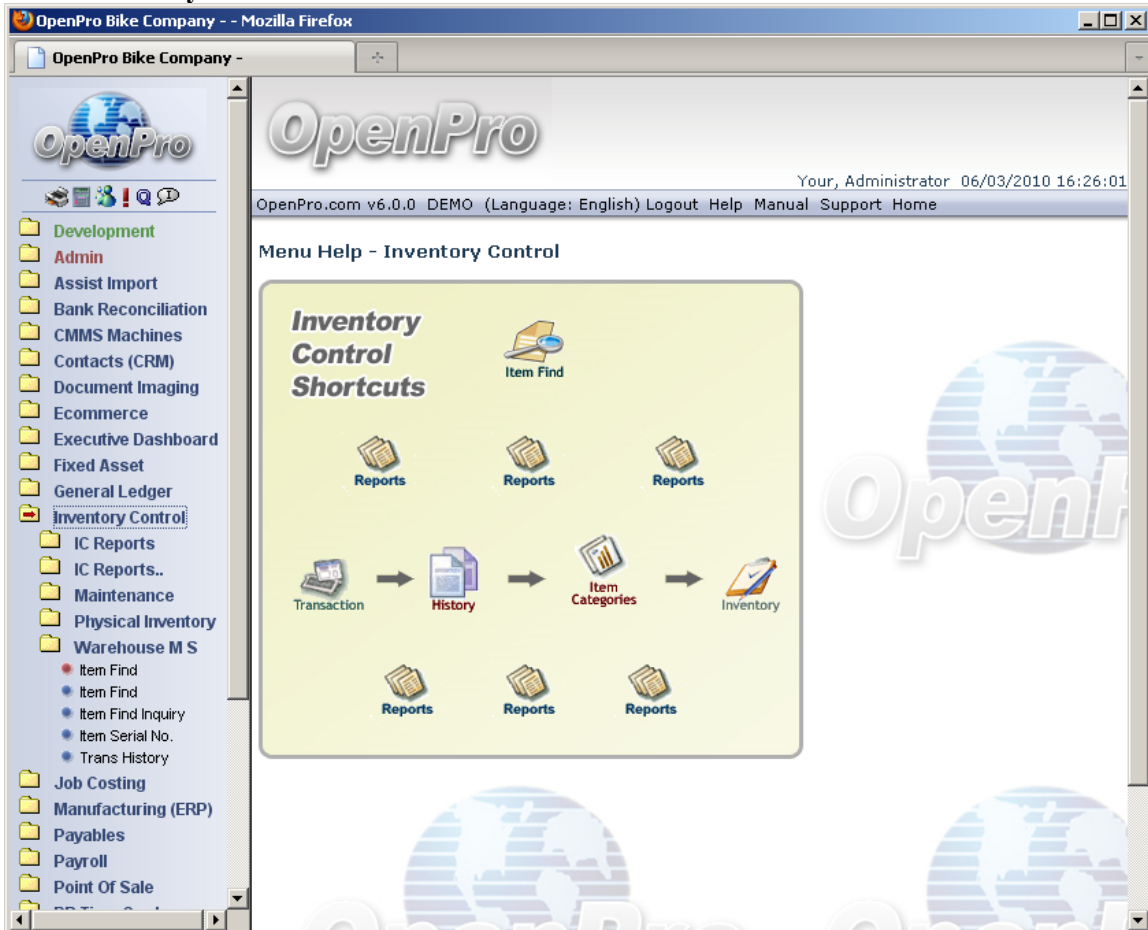 OpenPro Bike Company - - Mozilla Firefox
OpenPro Bike Company -
OpenPro
Development
Admin
Assist Import
Bank Reconciliation
CMMS Machines
Contacts (CRM)
Document Imaging
Ecommerce
Executive Dashboard
Fixed Asset
General Ledger
Inventory Control
IC Reports
IC Reports..
Maintenance
Physical Inventory
Warehouse M S
Item Find
Item Find
Item Find Inquiry
Item Serial No.
Trans History
Job Costing
Manufacturing (ERP)
Payables
Payroll
Point Of Sale
OpenPro
Your, Administrator 06/03/2010 16:26:01
OpenPro.com v6.0.0 DEMO (Language: English) Logout Help Manual Support Home
Menu Help - Inventory Control
Inventory
Control
Shortcuts
Item Find
Reports Reports Reports
Transaction History Item Categories Inventory
Reports Reports Reports